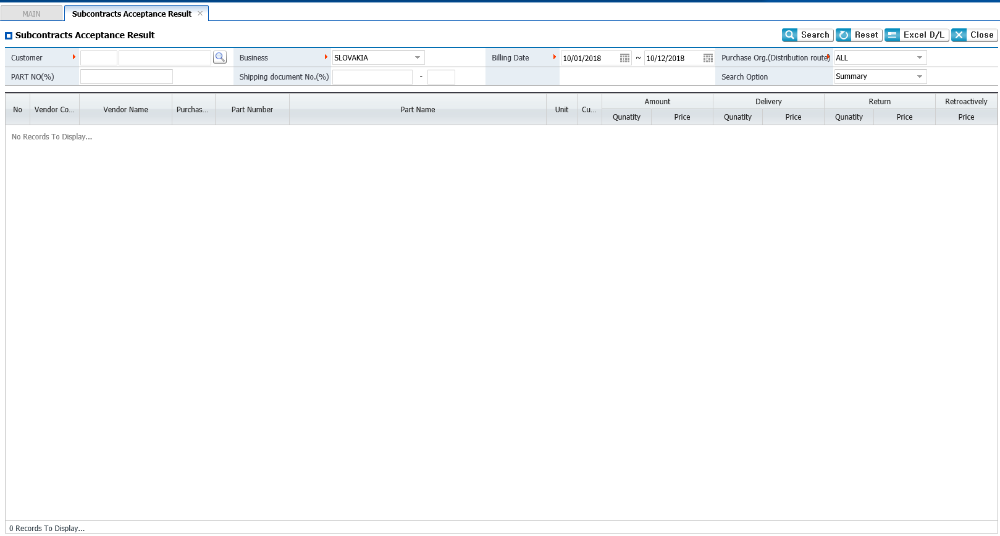 MAIN
Subcontracts Acceptance Result
Subcontracts Acceptance Result
Search Reset Excel D/L Close
Customer Business SLOVAKIA Billing Date 10/01/2018 ~ 10/12/2018 Purchase Org.(Distribution route) ALL
PART NO(%) Shipping document No.(%) - Search Option Summary
No Vendor Co... Vendor Name Purchas... Part Number Part Name Unit Cu... Amount Delivery Return Retroactively
Qunatity Price Qunatity Price Qunatity Price Price
No Records To Display...
0 Records To Display...